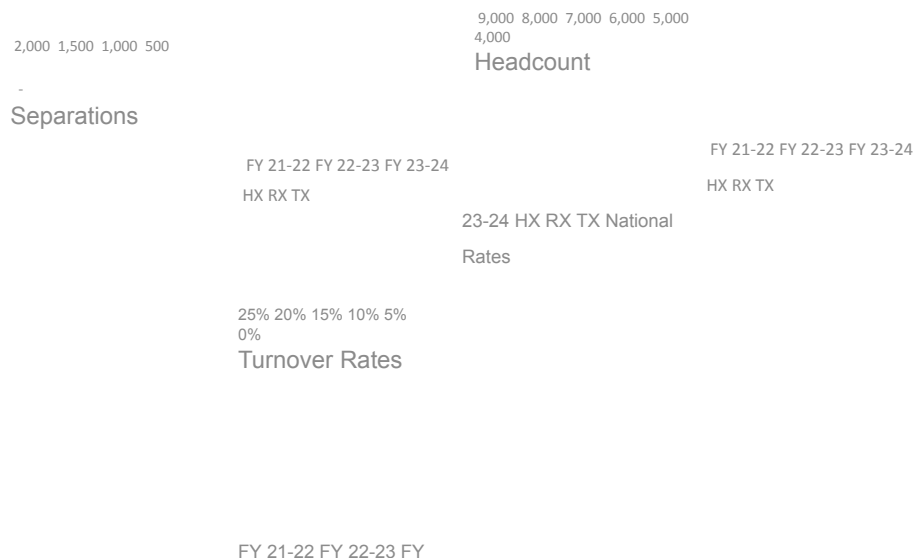 2,000 1,500 1,000 500
-
Separations
FY 21-22 FY 22-23 FY 23-24
HX RX TX
9,000 8,000 7,000 6,000 5,000
4,000
Headcount
FY 21-22 FY 22-23 FY 23-24
HX RX TX
23-24 HX RX TX National
Rates
25% 20% 15% 10% 5%
0%
Turnover Rates
FY 21-22 FY 22-23 FY